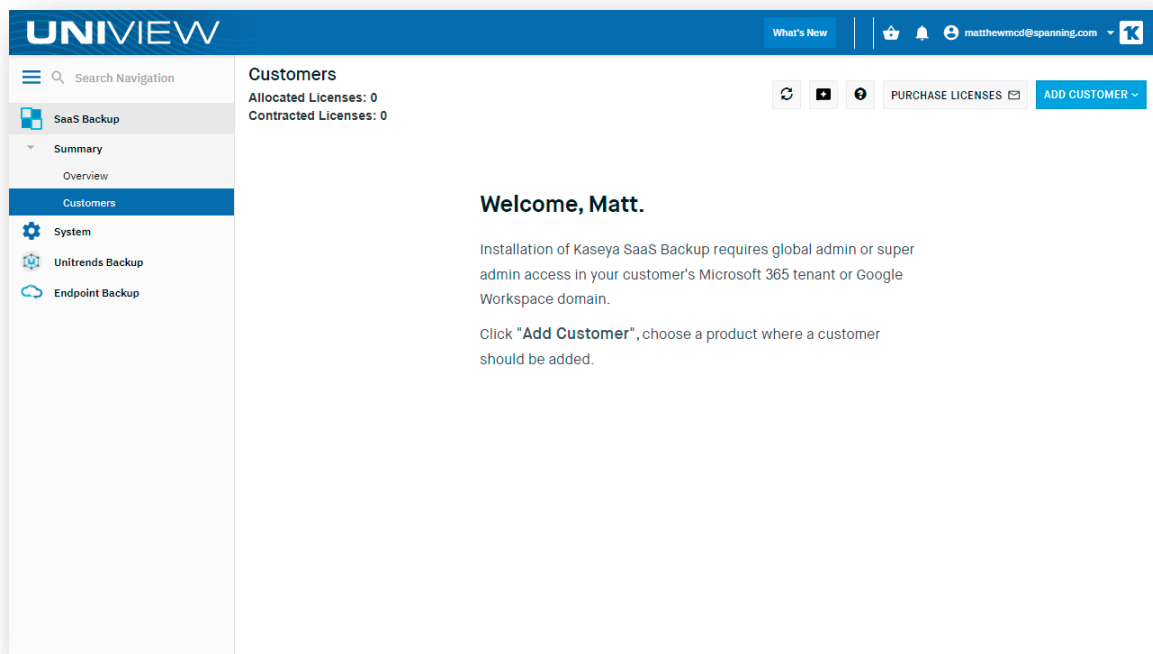 UNIVIEW
What's New
matthewmcd@spanning.com
Search Navigation
SaaS Backup
Summary
Overview
Customers
System
Unitrends Backup
Endpoint Backup
Customers
Allocated Licenses: 0
Contracted Licenses: 0
PURCHASE LICENSES
ADD CUSTOMER
Welcome, Matt.
Installation of Kaseya SaaS Backup requires global admin or super
admin access in your customer's Microsoft 365 tenant or Google
Workspace domain.
Click "Add Customer", choose a product where a customer
should be added.